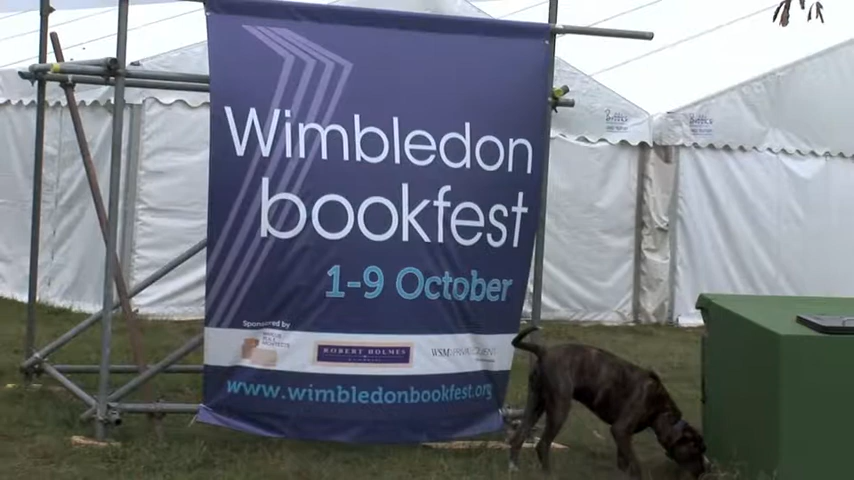 Wimbledon
bookfest
1-9 October
Sponsored by
ROBERT HOLMES
www.wimbledonbookfest.org